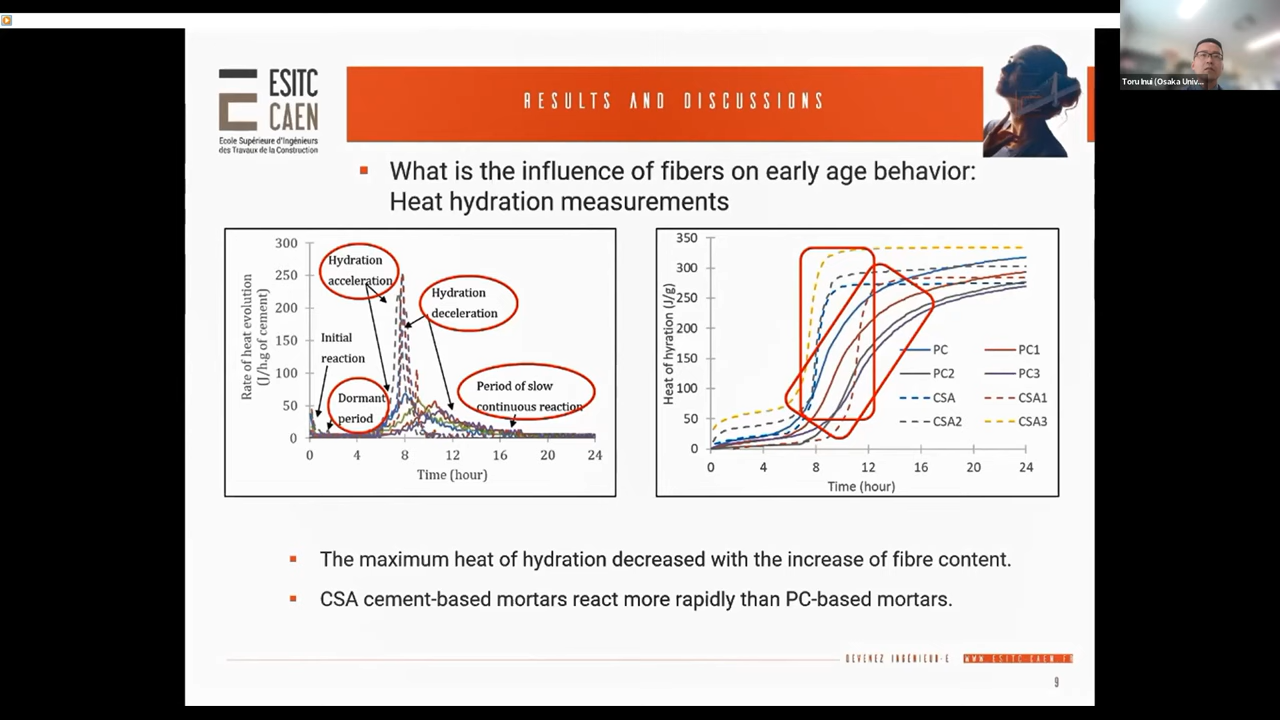 Toru Inui (Osaka Univ...
ESITC
CAEN
Ecole Supérieure d'Ingénieurs
des Travaux de la Construction
RESULTS AND DISCUSSIONS
▪ What is the influence of fibers on early age behavior:
Heat hydration measurements
300
250
200
150
100
50
0
Rate of heat evolution
(J/h.g of cement)
Hydration
acceleration
Hydration
deceleration
Initial
reaction
Dormant
period
Period of slow
continuous reaction
0 4 8 12 16 20 24
Time (hour)
350
300
250
200
150
100
50
0
Heat of hyration (J/g)
PC PC1
PC2 PC3
CSA CSA1
CSA2 CSA3
0 4 8 12 16 20 24
Time (hour)
▪ The maximum heat of hydration decreased with the increase of fibre content.
▪ CSA cement-based mortars react more rapidly than PC-based mortars.
DEVENEZ INGÉNIEUR·E WWW.ESITC-CAEN.FR
9